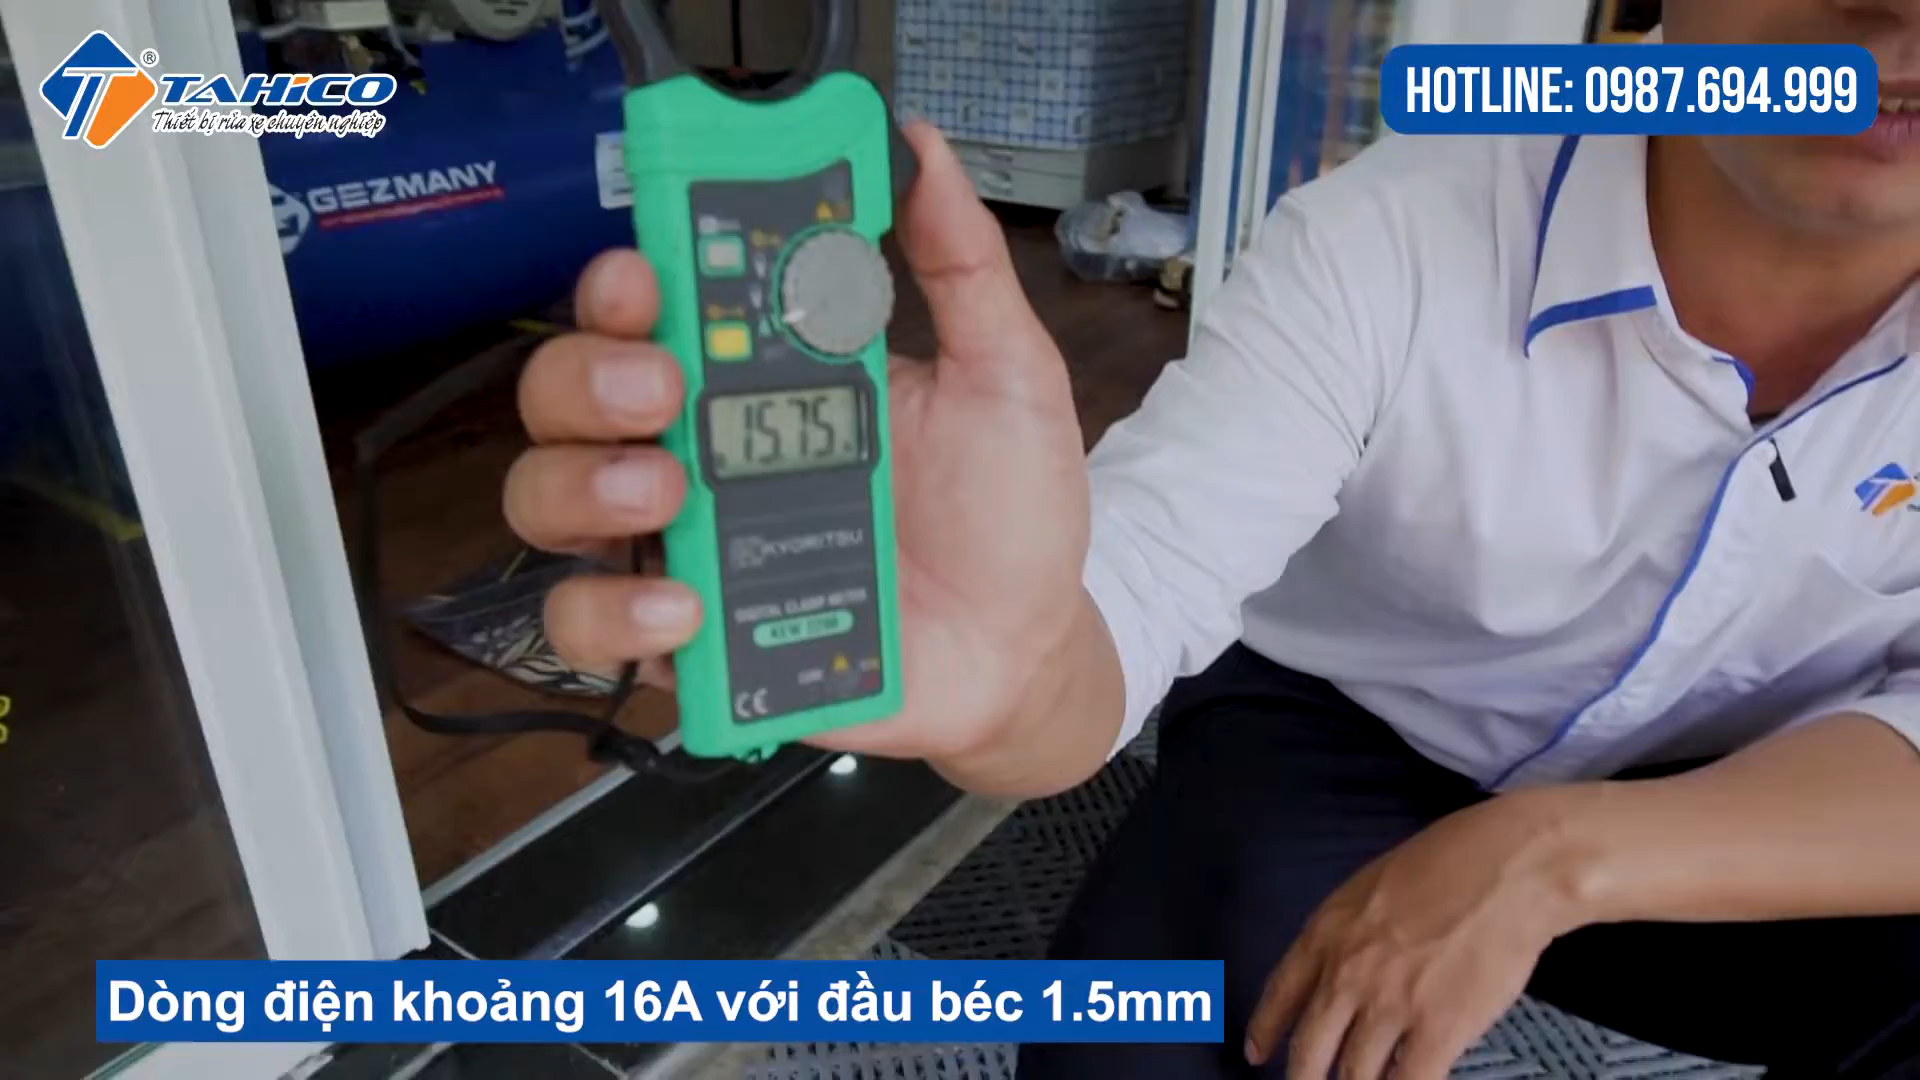 TAHiCO®
Thiết bị rửa xe chuyên nghiệp
HOTLINE: 0987.694.999
GEZMANY
15.75
KYORITSU
DIGITAL CLAMP METER
CE
Dòng điện khoảng 16A với đầu béc 1.5mm